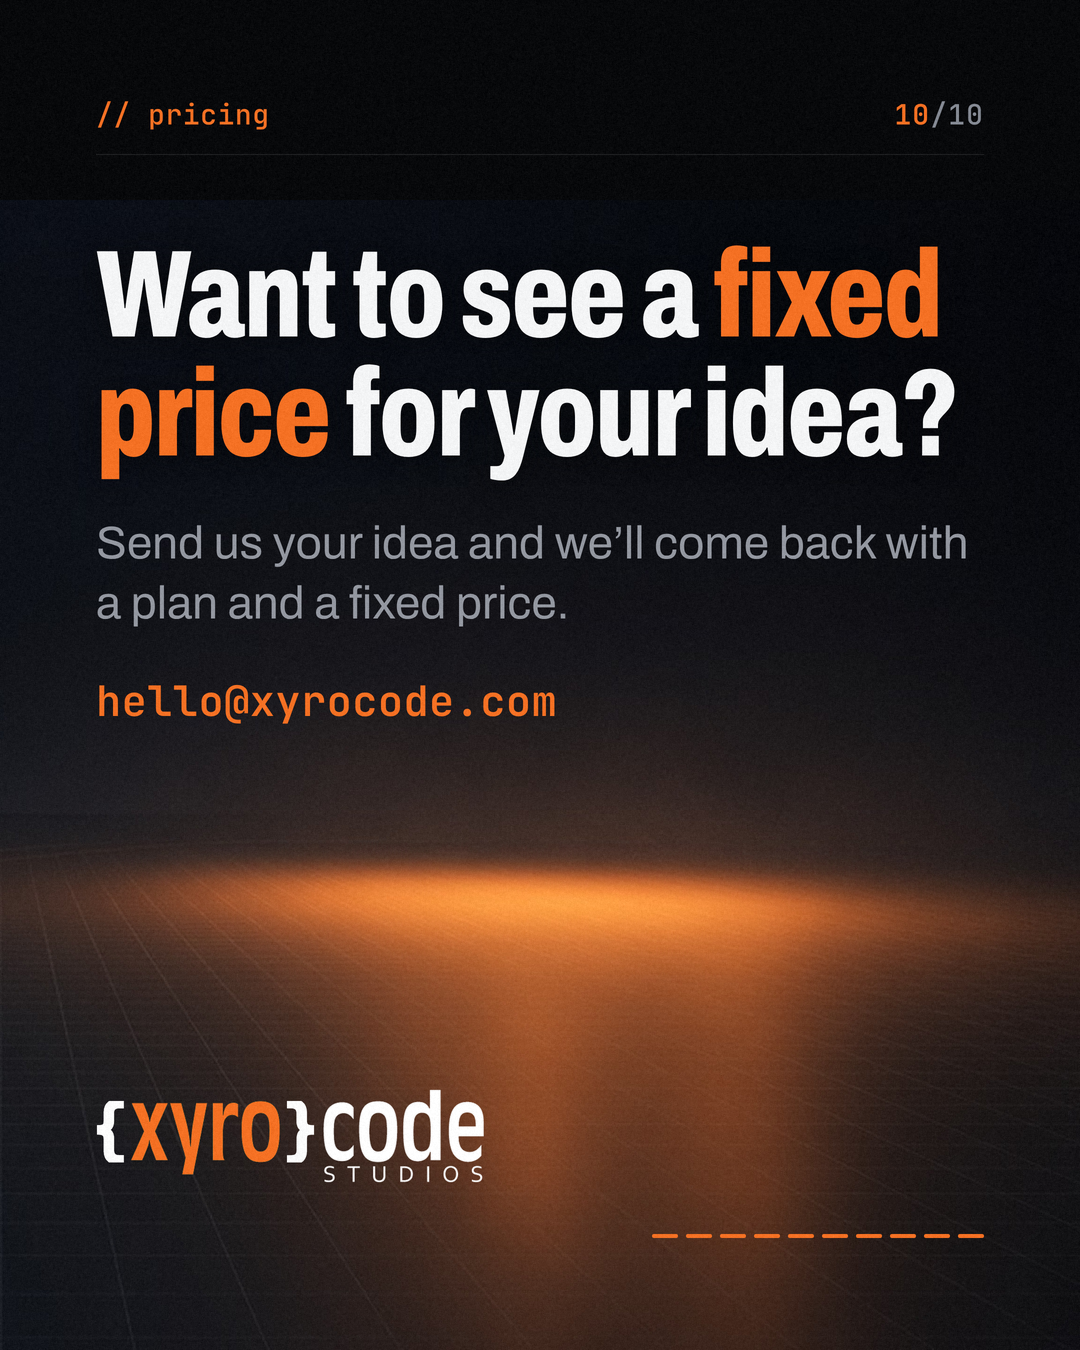 // pricing
10/10
Want to see a fixed
price for your idea?
Send us your idea and we’ll come back with
a plan and a fixed price.
hello@xyrocode.com
{xyro}code
STUDIOS